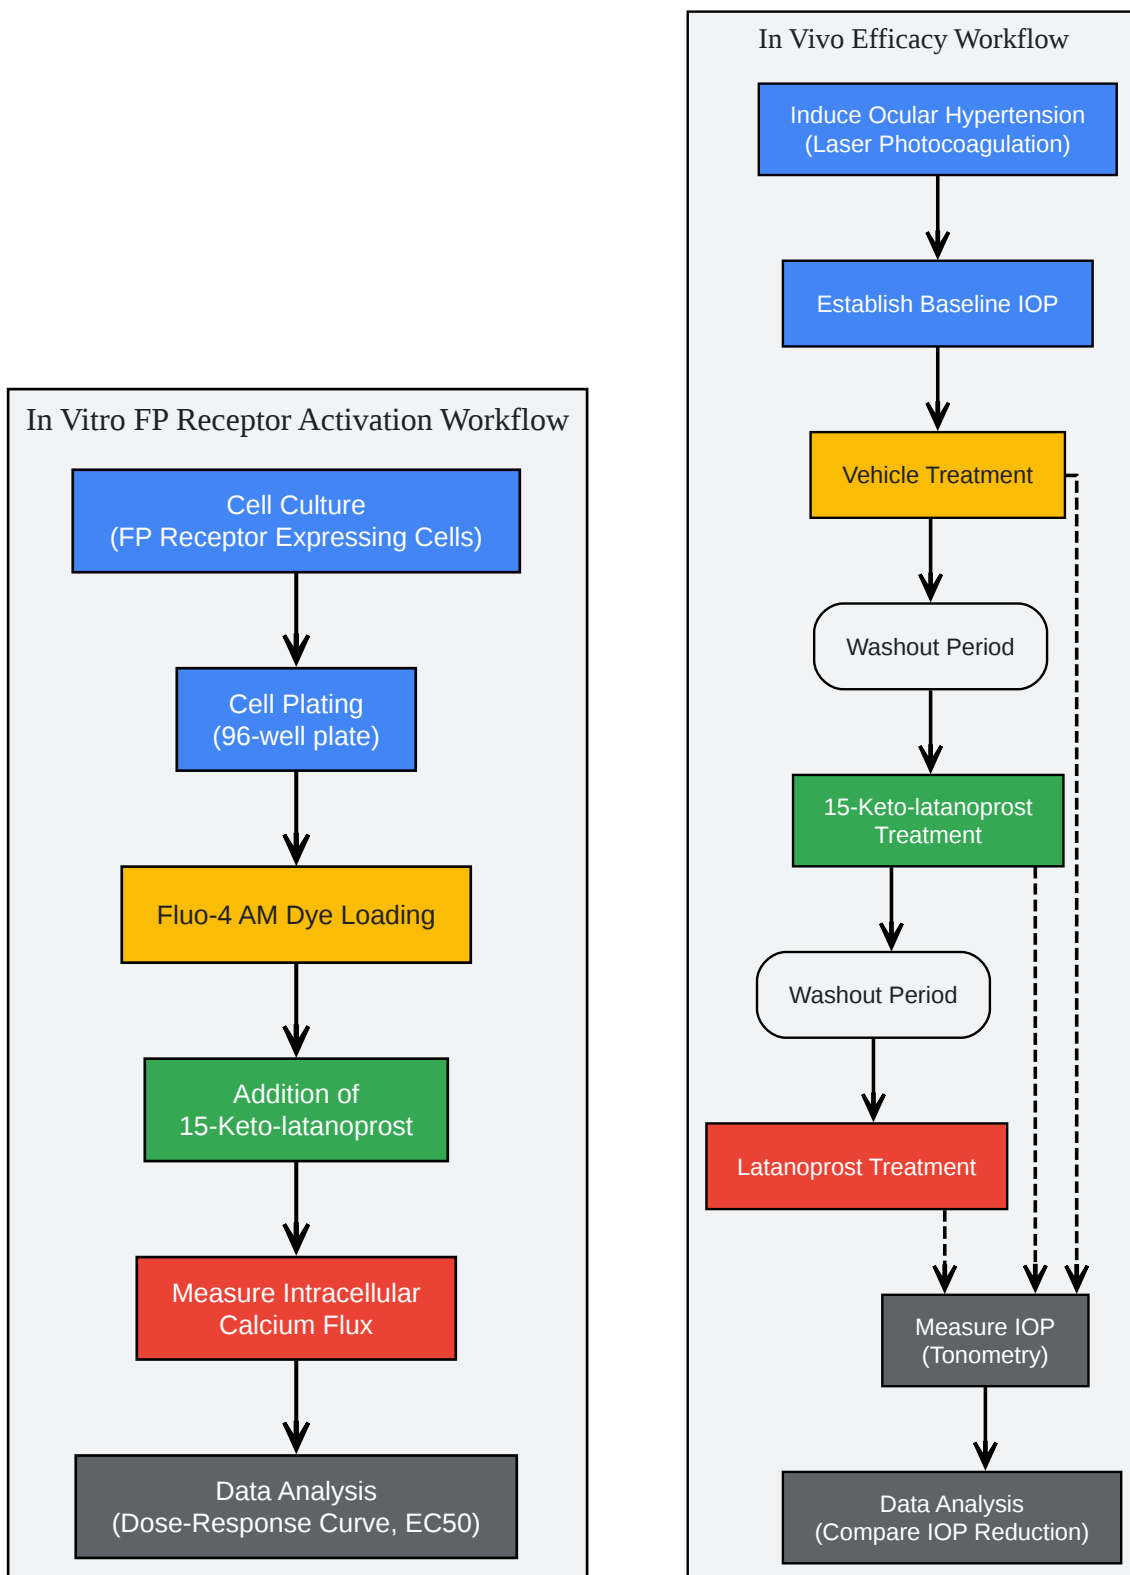 In Vitro FP Receptor Activation Workflow
Cell Culture
(FP Receptor Expressing Cells)
Cell Plating
(96-well plate)
Fluo-4 AM Dye Loading
Addition of
15-Keto-latanoprost
Measure Intracellular
Calcium Flux
Data Analysis
(Dose-Response Curve, EC50)
In Vivo Efficacy Workflow
Induce Ocular Hypertension
(Laser Photocoagulation)
Establish Baseline IOP
Vehicle Treatment
Washout Period
15-Keto-latanoprost
Treatment
Washout Period
Latanoprost Treatment
Measure IOP
(Tonometry)
Data Analysis
(Compare IOP Reduction)